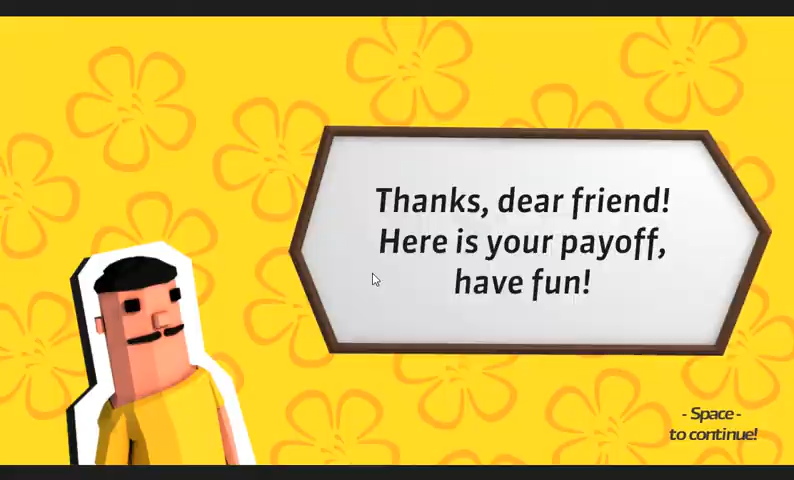 Thanks, dear friend!
Here is your payoff,
have fun!
- Space -
to continue!